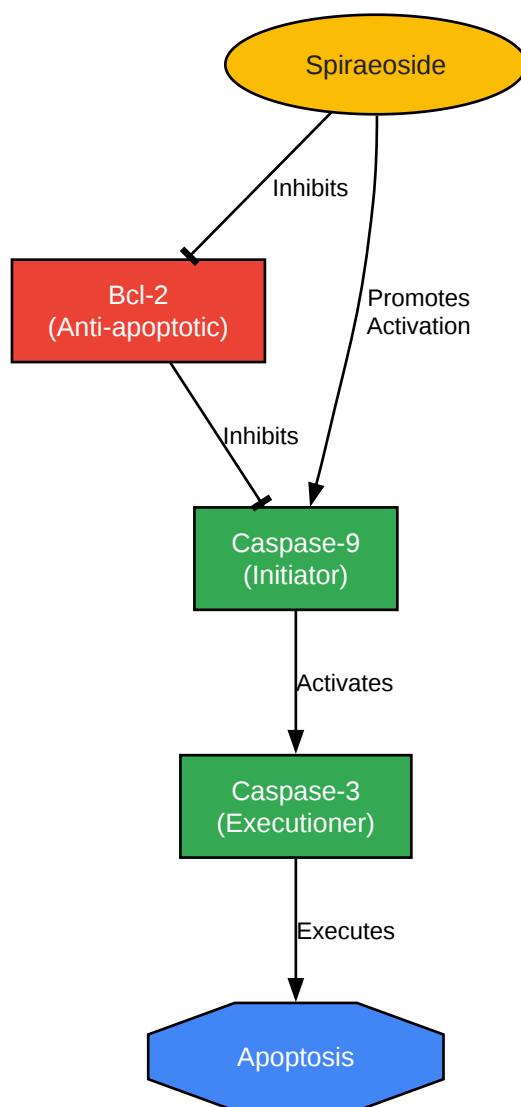 Spiraeoside
Inhibits
Bcl-2
(Anti-apoptotic)
Promotes
Activation
Inhibits
Caspase-9
(Initiator)
Activates
Caspase-3
(Executioner)
Executes
Apoptosis